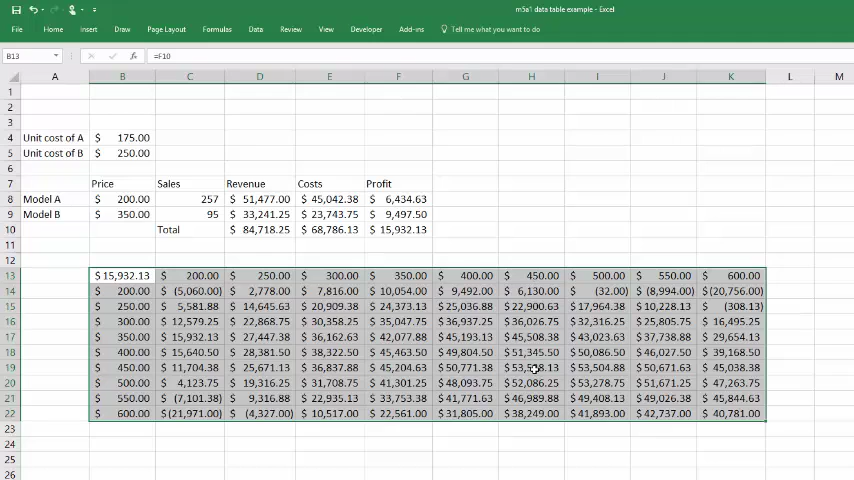 m5a1 data table example - Excel
File Home Insert Draw Page Layout Formulas Data Review View Developer Add-ins Tell me what you want to do
B13 fx =F10
A B C D E F G H I J K L M
1
2
3
4 Unit cost of A $ 175.00
5 Unit cost of B $ 250.00
6
7 Price Sales Revenue Costs Profit
8 Model A $ 200.00 257 $ 51,477.00 $ 45,042.38 $ 6,434.63
9 Model B $ 350.00 95 $ 33,241.25 $ 23,743.75 $ 9,497.50
10 Total $ 84,718.25 $ 68,786.13 $ 15,932.13
11
12
13 $ 15,932.13 $ 200.00 $ 250.00 $ 300.00 $ 350.00 $ 400.00 $ 450.00 $ 500.00 $ 550.00 $ 600.00
14 $ 200.00 $ (5,060.00) $ 2,778.00 $ 7,816.00 $ 10,054.00 $ 9,492.00 $ 6,130.00 $ (32.00) $ (8,994.00) $ (20,756.00)
15 $ 250.00 $ 5,581.88 $ 14,645.63 $ 20,909.38 $ 24,373.13 $ 25,036.88 $ 22,900.63 $ 17,964.38 $ 10,228.13 $ (308.13)
16 $ 300.00 $ 12,579.25 $ 22,868.75 $ 30,358.25 $ 35,047.75 $ 36,937.25 $ 36,026.75 $ 32,316.25 $ 25,805.75 $ 16,495.25
17 $ 350.00 $ 15,932.13 $ 27,447.38 $ 36,162.63 $ 42,077.88 $ 45,193.13 $ 45,508.38 $ 43,023.63 $ 37,738.88 $ 29,654.13
18 $ 400.00 $ 15,640.50 $ 28,381.50 $ 38,322.50 $ 45,463.50 $ 49,804.50 $ 51,345.50 $ 50,086.50 $ 46,027.50 $ 39,168.50
19 $ 450.00 $ 11,704.38 $ 25,671.13 $ 36,837.88 $ 45,204.63 $ 50,771.38 $ 53,504.88 $ 50,671.63 $ 45,038.38
20 $ 500.00 $ 4,123.75 $ 19,316.25 $ 31,708.75 $ 41,301.25 $ 48,093.75 $ 52,086.25 $ 53,278.75 $ 51,671.25 $ 47,263.75
21 $ 550.00 $ (7,101.38) $ 9,316.88 $ 22,935.13 $ 33,753.38 $ 41,771.63 $ 46,989.88 $ 49,408.13 $ 49,026.38 $ 45,844.63
22 $ 600.00 $ (21,971.00) $ (4,327.00) $ 10,517.00 $ 22,561.00 $ 31,805.00 $ 38,249.00 $ 41,893.00 $ 42,737.00 $ 40,781.00
23
24
25
26